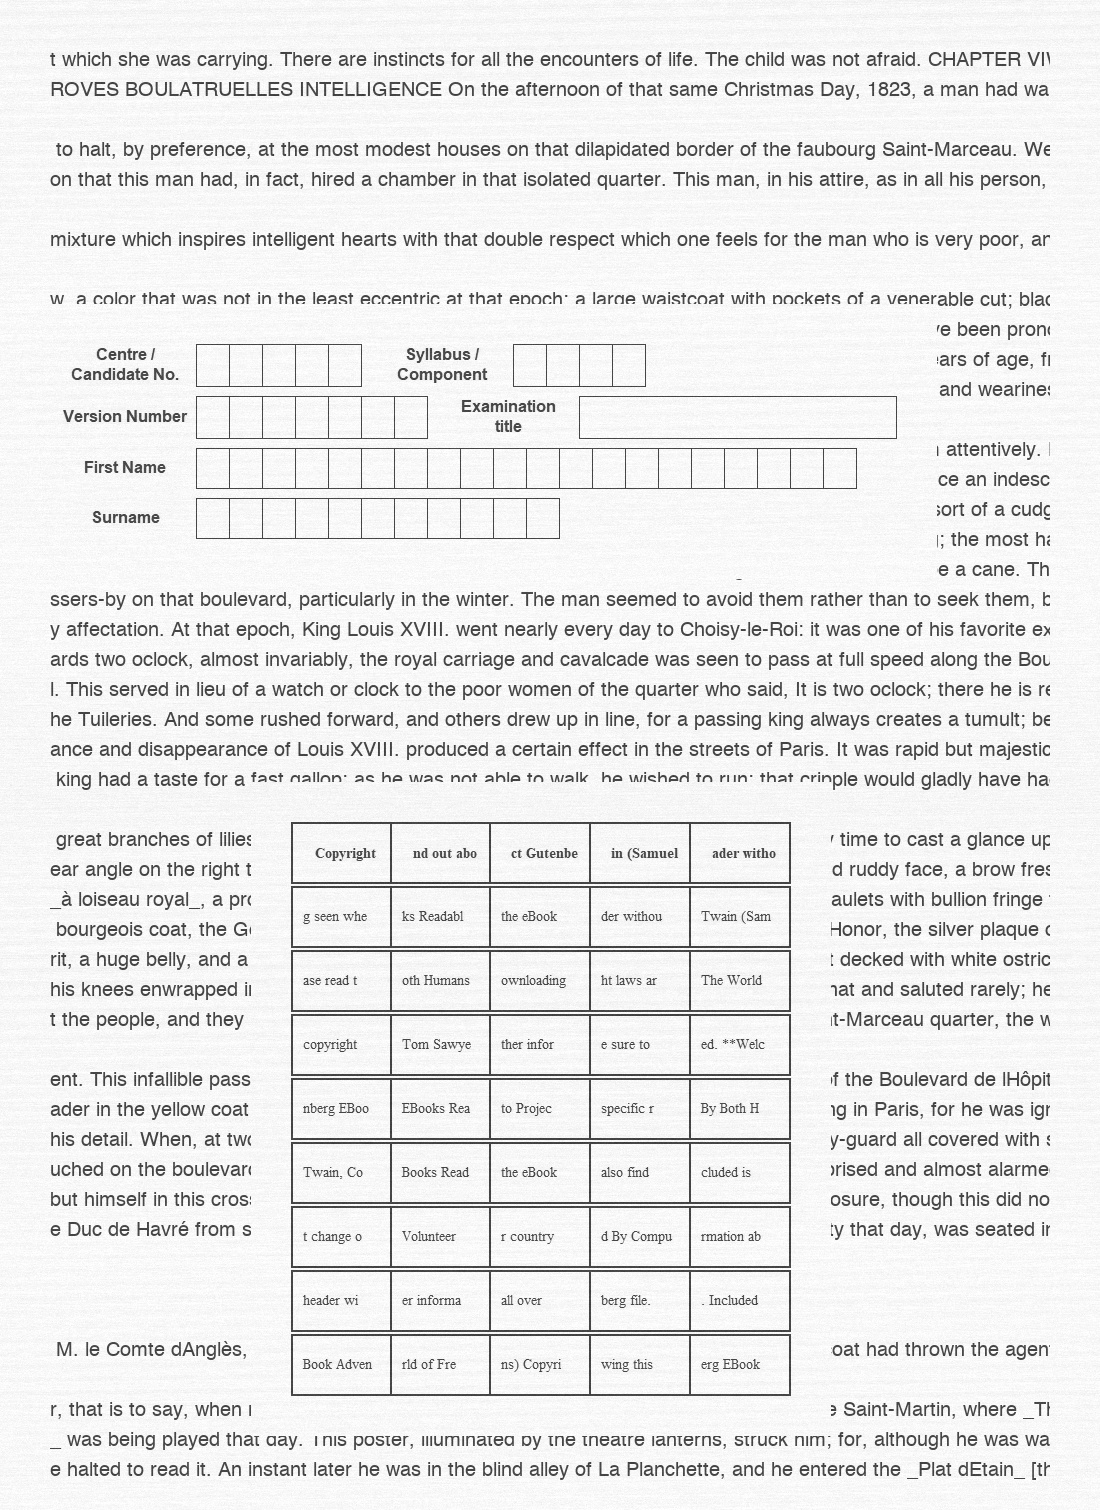 t which she was carrying. There are instincts for all the encounters of life. The child was not afraid. CHAPTER
ROVES BOULATRUELLES INTELLIGENCE On the afternoon of that same Christmas Day, 1823, a man had wa
to halt, by preference, at the most modest houses on that dilapidated border of the faubourg Saint-Marceau. We
on that this man had, in fact, hired a chamber in that isolated quarter. This man, in his attire, as in all his person,
mixture which inspires intelligent hearts with that double respect which one feels for the man who is very poor, an
w, a color that was not in the least eccentric at that epoch; a large waistcoat with pockets of a venerable cut; blac
been prono
ears of age, fr
and wearines
Centre / Candidate No.
Syllabus / Component
Version Number
Examination title
First Name
Surname
attentively.
ce an indesc
sort of a cudg
; the most ha
e a cane. Th
ssers-by on that boulevard, particularly in the winter. The man seemed to avoid them rather than to seek them, b
y affectation. At that epoch, King Louis XVIII. went nearly every day to Choisy-le-Roi: it was one of his favorite ex
ards two oclock, almost invariably, the royal carriage and cavalcade was seen to pass at full speed along the Bou
l. This served in lieu of a watch or clock to the poor women of the quarter who said, It is two oclock; there he is re
he Tuileries. And some rushed forward, and others drew up in line, for a passing king always creates a tumult; be
ance and disappearance of Louis XVIII. produced a certain effect in the streets of Paris. It was rapid but majestic
king had a taste for a fast gallop; as he was not able to walk, he wished to run: that cripple would gladly have ha
great branches of lilies time to cast a glance up
ear angle on the right t d ruddy face, a brow fres
_à loiseau royal_, a pro aulets with bullion fringe
bourgeois coat, the G Honor, the silver plaque
rit, a huge belly, and a decked with white ostric
his knees enwrapped i hat and saluted rarely; he
t the people, and they t-Marceau quarter, the w
ent. This infallible pass of the Boulevard de lHôpit
ader in the yellow coat ng in Paris, for he was ign
his detail. When, at two y-guard all covered with s
uched on the boulevard prised and almost alarme
but himself in this cross osure, though this did no
e Duc de Havré from s ty that day, was seated in
M. le Comte dAnglès, coat had thrown the agent
r, that is to say, when Saint-Martin, where _Th
Copyright nd out abo ct Gutenbe in (Samuel ader witho
g seen whe ks Readabl the eBook der withou Twain (Sam
ase read t oth Humans ownloading ht laws ar The World
copyright Tom Sawye ther infor e sure to ed. **Welc
nberg EBoo EBooks Rea to Projec specific r By Both H
Twain, Co Books Read the eBook also find cluded is
t change o Volunteer r country d By Compu rmation ab
header wi er informa all over berg file. . Included
Book Adven rld of Fre ns) Copyri wing this erg EBook
_ was being played that day. This poster, illuminated by the theatre lanterns, struck him; for, although he was wa
e halted to read it. An instant later he was in the blind alley of La Planchette, and he entered the _Plat dEtain_ [th